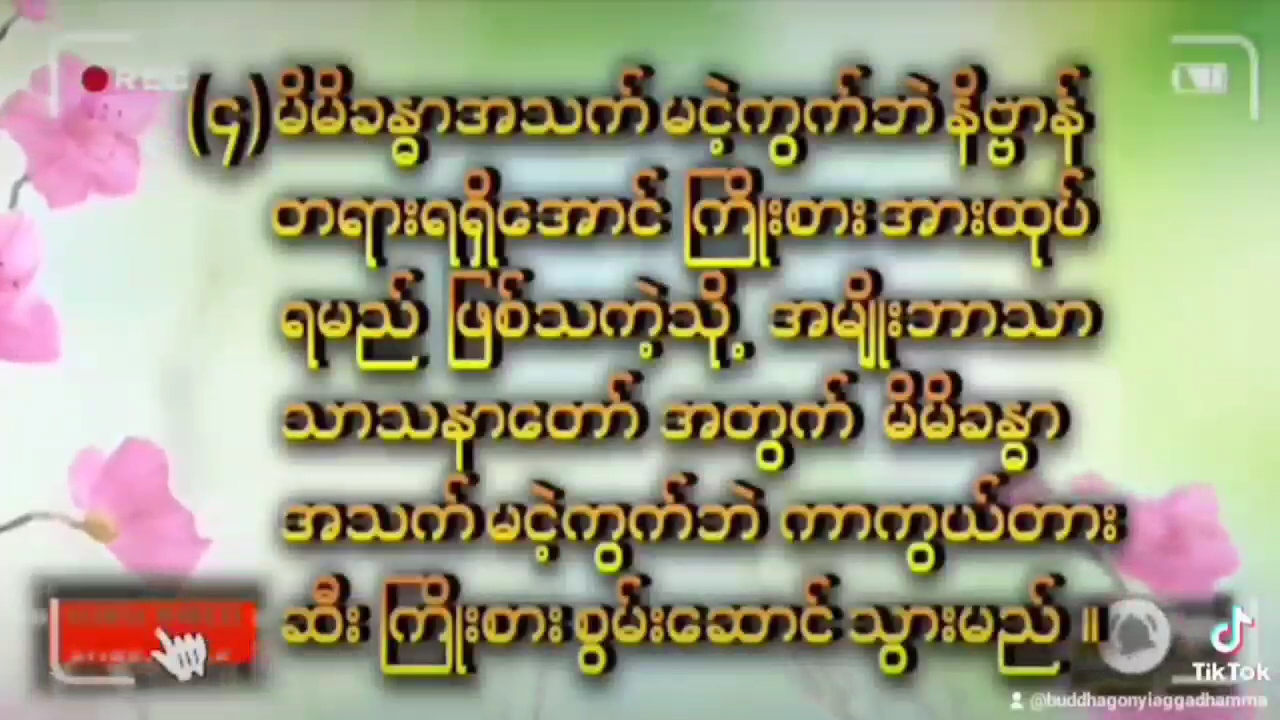 REC
(၄) မိမိခန္ဓာအသက် မငဲ့ကွက်ဘဲ နိဗ္ဗာန်
တရားရရှိအောင် ကြိုးစား အားထုပ်
ရမည် ဖြစ်သကဲ့သို့ အမျိုးဘာသာ
သာသနာတော် အတွက် မိမိခန္ဓာ
အသက် မငဲ့ကွက်ဘဲ ကာကွယ်တား
ဆီး ကြိုးစား စွမ်းဆောင် သွားမည် ။
TikTok
@buddhagonyiaggadhamma